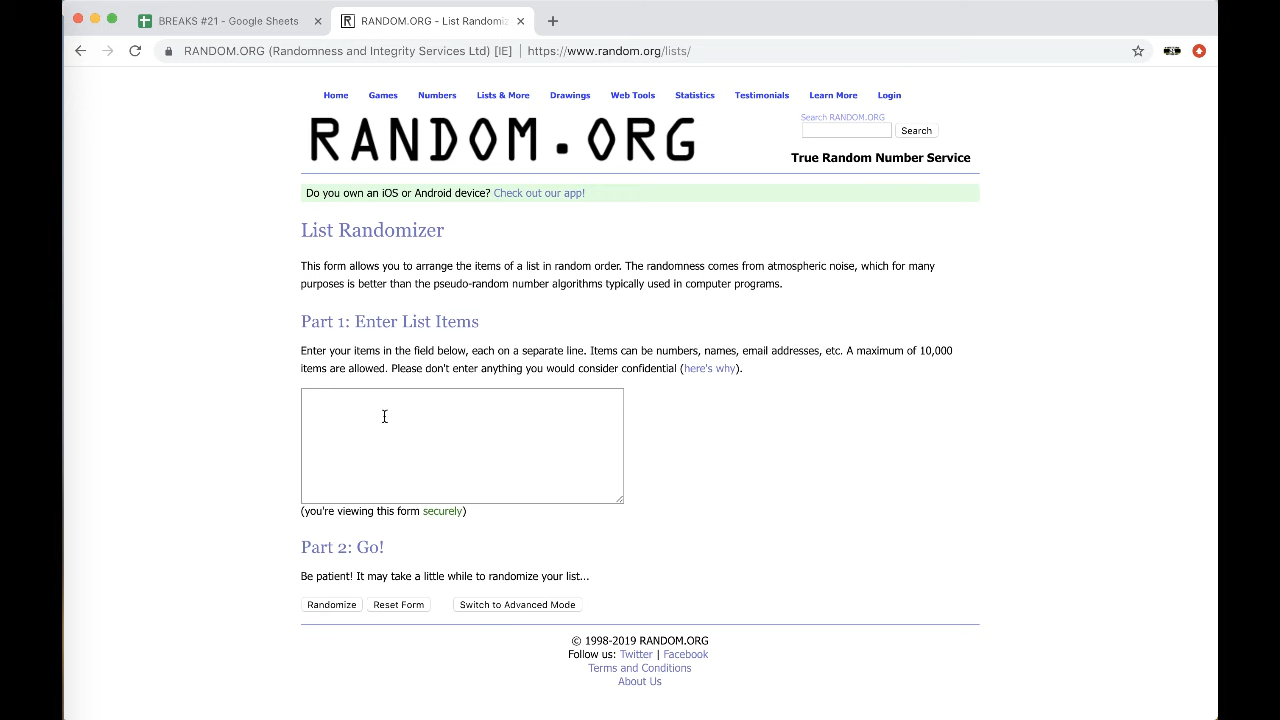 BREAKS #21 - Google Sheets
RANDOM.ORG - List Randomiz
RANDOM.ORG (Randomness and Integrity Services Ltd) [IE] https://www.random.org/lists/
Home Games Numbers Lists & More Drawings Web Tools Statistics Testimonials Learn More Login
RANDOM.ORG
Search RANDOM.ORG
Search
True Random Number Service
Do you own an iOS or Android device? Check out our app!
List Randomizer
This form allows you to arrange the items of a list in random order. The randomness comes from atmospheric noise, which for many
purposes is better than the pseudo-random number algorithms typically used in computer programs.
Part 1: Enter List Items
Enter your items in the field below, each on a separate line. Items can be numbers, names, email addresses, etc. A maximum of 10,000
items are allowed. Please don't enter anything you would consider confidential (here's why).
(you're viewing this form securely)
Part 2: Go!
Be patient! It may take a little while to randomize your list...
Randomize Reset Form Switch to Advanced Mode
© 1998-2019 RANDOM.ORG
Follow us: Twitter | Facebook
Terms and Conditions
About Us